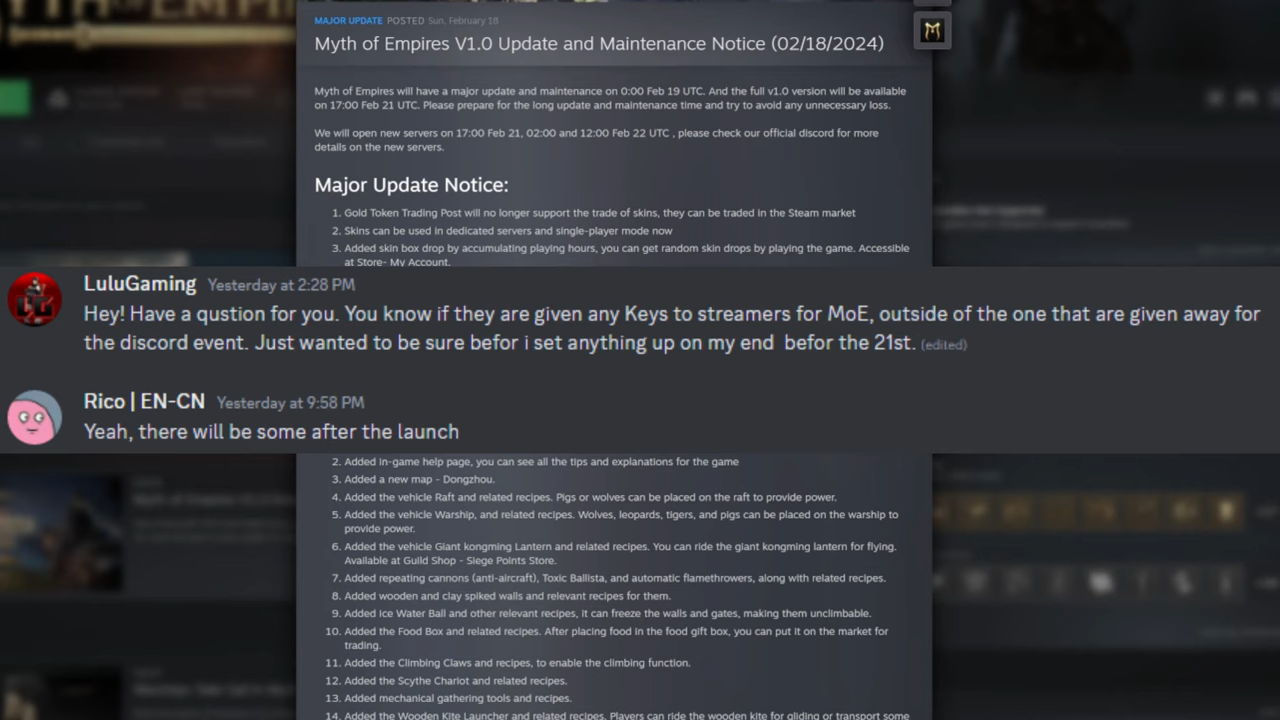 MAJOR UPDATE POSTED Sun, February 18
Myth of Empires V1.0 Update and Maintenance Notice (02/18/2024)
Myth of Empires will have a major update and maintenance on 0:00 Feb 19 UTC. And the full v1.0 version will be available
on 17:00 Feb 21 UTC. Please prepare for the long update and maintenance time and try to avoid any unnecessary loss.
We will open new servers on 17:00 Feb 21, 02:00 and 12:00 Feb 22 UTC , please check our official discord for more
details on the new servers.
Major Update Notice:
1. Gold Token Trading Post will no longer support the trade of skins, they can be traded in the Steam market
2. Skins can be used in dedicated servers and single-player mode now
3. Added skin box drop by accumulating playing hours, you can get random skin drops by playing the game. Accessible
at Store- My Account.
LuluGaming Yesterday at 2:28 PM
Hey! Have a qustion for you. You know if they are given any Keys to streamers for MoE, outside of the one that are given away for
the discord event. Just wanted to be sure befor i set anything up on my end befor the 21st. (edited)
Rico | EN-CN Yesterday at 9:58 PM
Yeah, there will be some after the launch
2. Added in-game help page, you can see all the tips and explanations for the game
3. Added a new map - Dongzhou.
4. Added the vehicle Raft and related recipes. Pigs or wolves can be placed on the raft to provide power.
5. Added the vehicle Warship, and related recipes. Wolves, leopards, tigers, and pigs can be placed on the warship to
provide power.
6. Added the vehicle Giant kongming Lantern and related recipes. You can ride the giant kongming lantern for flying.
Available at Guild Shop - Siege Points Store.
7. Added repeating cannons (anti-aircraft), Toxic Ballista, and automatic flamethrowers, along with related recipes.
8. Added wooden and clay spiked walls and relevant recipes for them.
9. Added Ice Water Ball and other relevant recipes, it can freeze the walls and gates, making them unclimbable.
10. Added the Food Box and related recipes. After placing food in the food gift box, you can put it on the market for
trading.
11. Added the Climbing Claws and recipes, to enable the climbing function.
12. Added the Scythe Chariot and related recipes.
13. Added mechanical gathering tools and recipes.
14. Added the Wooden Kite Launcher and related recipes. Players can ride the wooden kite for gliding or transport some